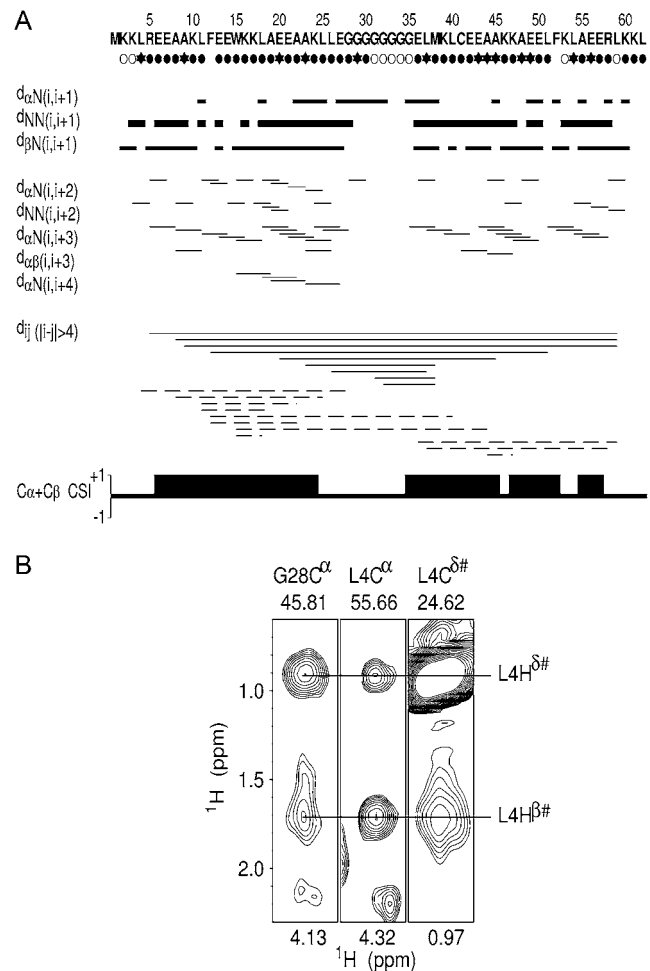 A
5 10 15 20 25 30 35 40 45 50 55 60
MKKLREEAAKLFEEWKKLAEEAAKLLEGGGGGGGGELMKLCEEAAKKAEELFKLAEERLKKL
dαN(i,i+1)
dNN(i,i+1)
dβN(i,i+1)
dαN(i,i+2)
dNN(i,i+2)
dαN(i,i+3)
dαβ(i,i+3)
dαN(i,i+4)
dij (|i-j|>4)
Cα+Cβ CSI +1
-1
B
G28Cα L4Cα L4Cδ#
45.81 55.66 24.62
L4Hδ#
1.0
1.5
L4Hβ#
2.0
1H (ppm)
4.13 4.32 0.97
1H (ppm)